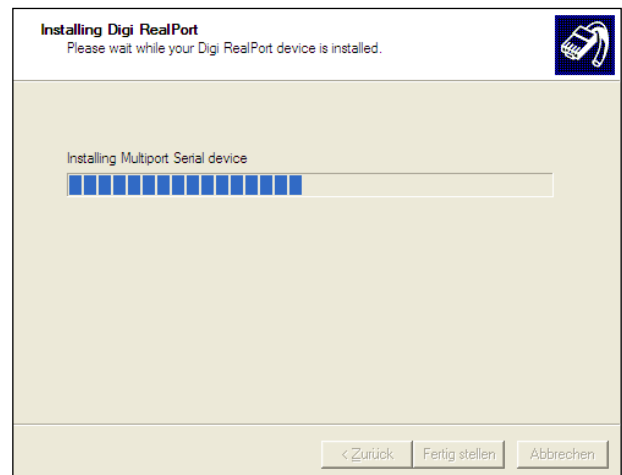 Installing Digi RealPort
Please wait while your Digi RealPort device is installed.
Installing Multiport Serial device
< Zurück
Fertig stellen
Abbrechen